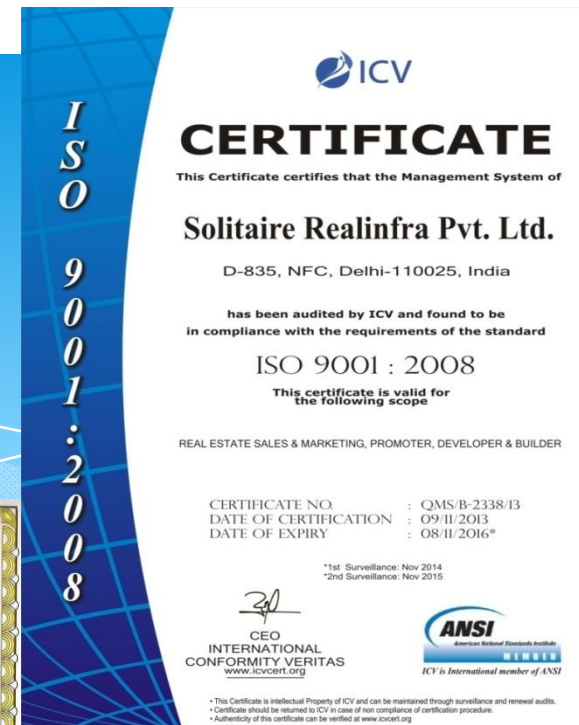 ISO 9001:2008
ICV
CERTIFICATE
This Certificate certifies that the Management System of
Solitaire Realinfra Pvt. Ltd.
D-835, NFC, Delhi-110025, India
has been audited by ICV and found to be
in compliance with the requirements of the standard
ISO 9001 : 2008
This certificate is valid for
the following scope
REAL ESTATE SALES & MARKETING, PROMOTER, DEVELOPER & BUILDER
CERTIFICATE NO. : QMS/B-2338/13
DATE OF CERTIFICATION : 09/11/2013
DATE OF EXPIRY : 08/11/2016*
*1st Surveillance: Nov 2014
*2nd Surveillance: Nov 2015
CEO
INTERNATIONAL
CONFORMITY VERITAS
www.icvcert.org
ANSI
American National Standards Institute
MEMBER
ICV is International member of ANSI
• This Certificate is intellectual Property of ICV and can be maintained through surveillance and renewal audits.
• Certificate should be returned to ICV in case of non compliance of certification procedure.
• Authenticity of this certificate can be verified at www.icvcert.org